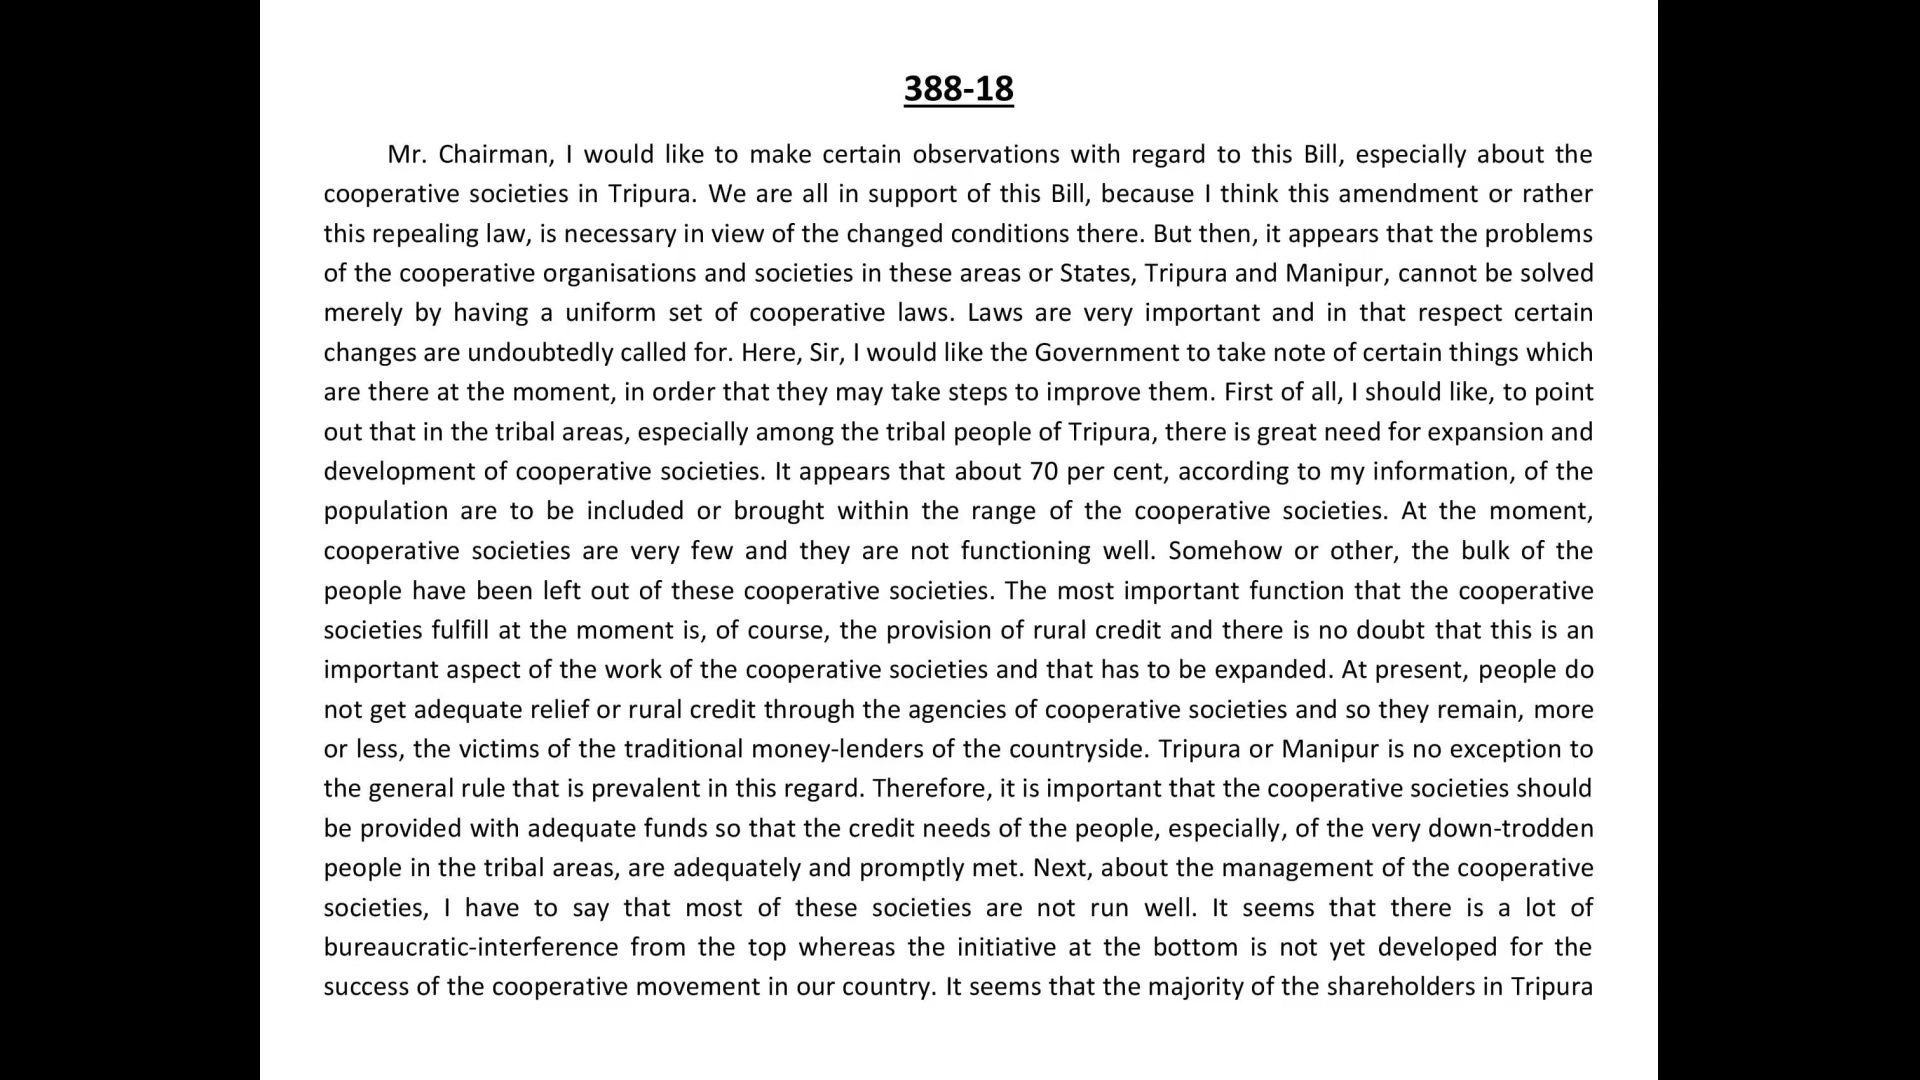 388-18
Mr. Chairman, I would like to make certain observations with regard to this Bill, especially about the
cooperative societies in Tripura. We are all in support of this Bill, because I think this amendment or rather
this repealing law, is necessary in view of the changed conditions there. But then, it appears that the problems
of the cooperative organisations and societies in these areas or States, Tripura and Manipur, cannot be solved
merely by having a uniform set of cooperative laws. Laws are very important and in that respect certain
changes are undoubtedly called for. Here, Sir, I would like the Government to take note of certain things which
are there at the moment, in order that they may take steps to improve them. First of all, I should like, to point
out that in the tribal areas, especially among the tribal people of Tripura, there is great need for expansion and
development of cooperative societies. It appears that about 70 per cent, according to my information, of the
population are to be included or brought within the range of the cooperative societies. At the moment,
cooperative societies are very few and they are not functioning well. Somehow or other, the bulk of the
people have been left out of these cooperative societies. The most important function that the cooperative
societies fulfill at the moment is, of course, the provision of rural credit and there is no doubt that this is an
important aspect of the work of the cooperative societies and that has to be expanded. At present, people do
not get adequate relief or rural credit through the agencies of cooperative societies and so they remain, more
or less, the victims of the traditional money-lenders of the countryside. Tripura or Manipur is no exception to
the general rule that is prevalent in this regard. Therefore, it is important that the cooperative societies should
be provided with adequate funds so that the credit needs of the people, especially, of the very down-trodden
people in the tribal areas, are adequately and promptly met. Next, about the management of the cooperative
societies, I have to say that most of these societies are not run well. It seems that there is a lot of
bureaucratic-interference from the top whereas the initiative at the bottom is not yet developed for the
success of the cooperative movement in our country. It seems that the majority of the shareholders in Tripura